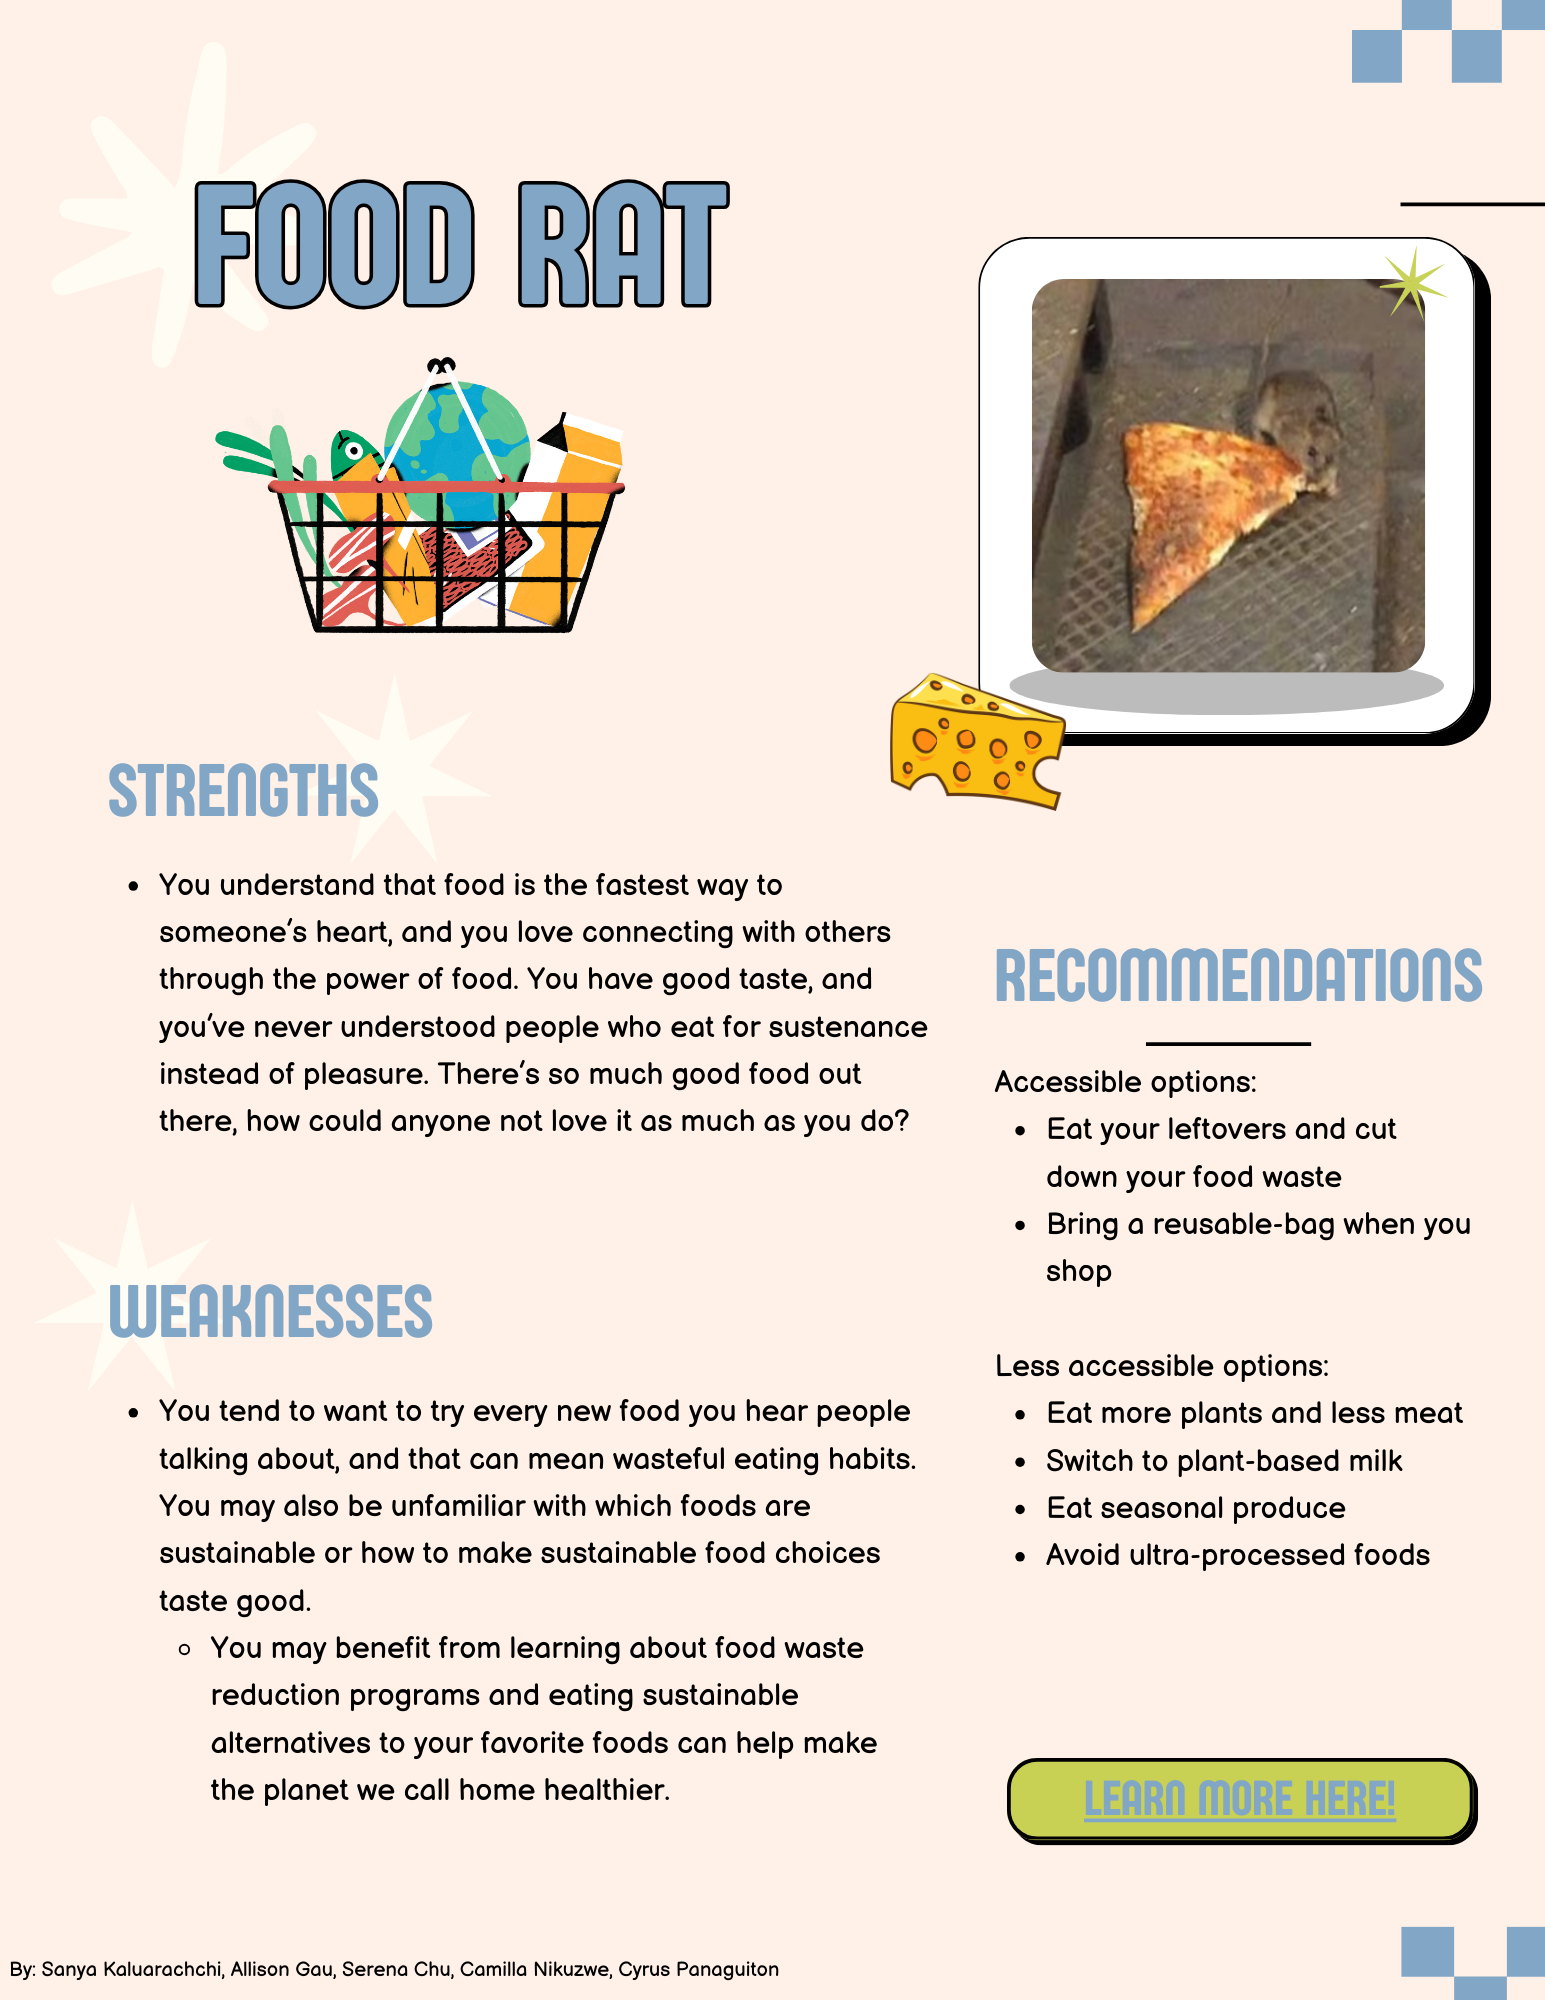 FOOD RAT
STRENGTHS
• You understand that food is the fastest way to
someone's heart, and you love connecting with others
through the power of food. You have good taste, and
you've never understood people who eat for sustenance
instead of pleasure. There's so much good food out
there, how could anyone not love it as much as you do?
WEAKNESSES
• You tend to want to try every new food you hear people
talking about, and that can mean wasteful eating habits.
You may also be unfamiliar with which foods are
sustainable or how to make sustainable food choices
taste good.
◦ You may benefit from learning about food waste
reduction programs and eating sustainable
alternatives to your favorite foods can help make
the planet we call home healthier.
RECOMMENDATIONS
Accessible options:
• Eat your leftovers and cut
down your food waste
• Bring a reusable-bag when you
shop
Less accessible options:
• Eat more plants and less meat
• Switch to plant-based milk
• Eat seasonal produce
• Avoid ultra-processed foods
LEARN MORE HERE!
By: Sanya Kaluarachchi, Allison Gau, Serena Chu, Camilla Nikuzwe, Cyrus Panaguiton